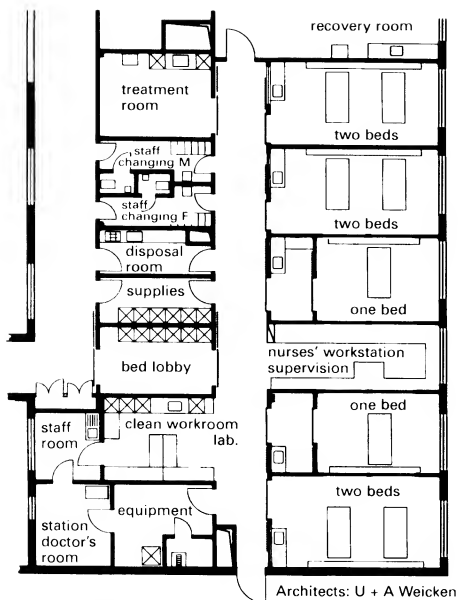 recovery room
treatment
room
two beds
staff
changing M
staff
changing F
two beds
disposal
room
supplies
one bed
bed lobby
nurses' workstation
supervision
one bed
staff
room
clean workroom
lab.
two beds
equipment
station
doctor's
room
Architects: U + A Weicken